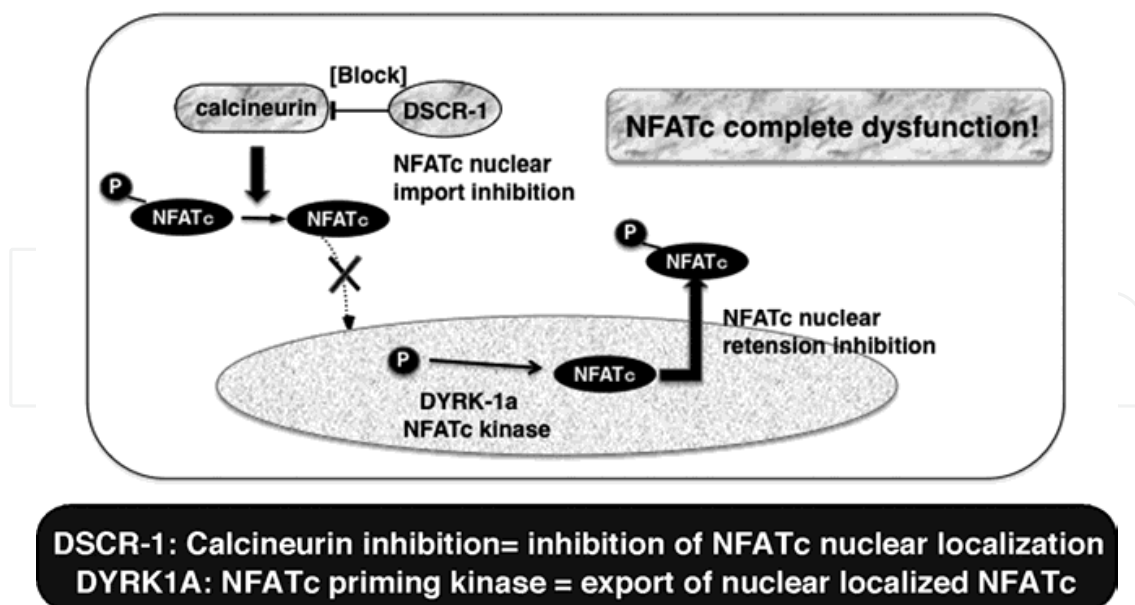 [Block]
calcineurin
DSCR-1
NFATc complete dysfunction!
NFATc nuclear
import inhibition
P
NFATc
NFATc
P
NFATc
NFATc nuclear
retension inhibition
P
NFATc
DYRK-1a
NFATc kinase
DSCR-1: Calcineurin inhibition= inhibition of NFATc nuclear localization
DYRK1A: NFATc priming kinase = export of nuclear localized NFATc